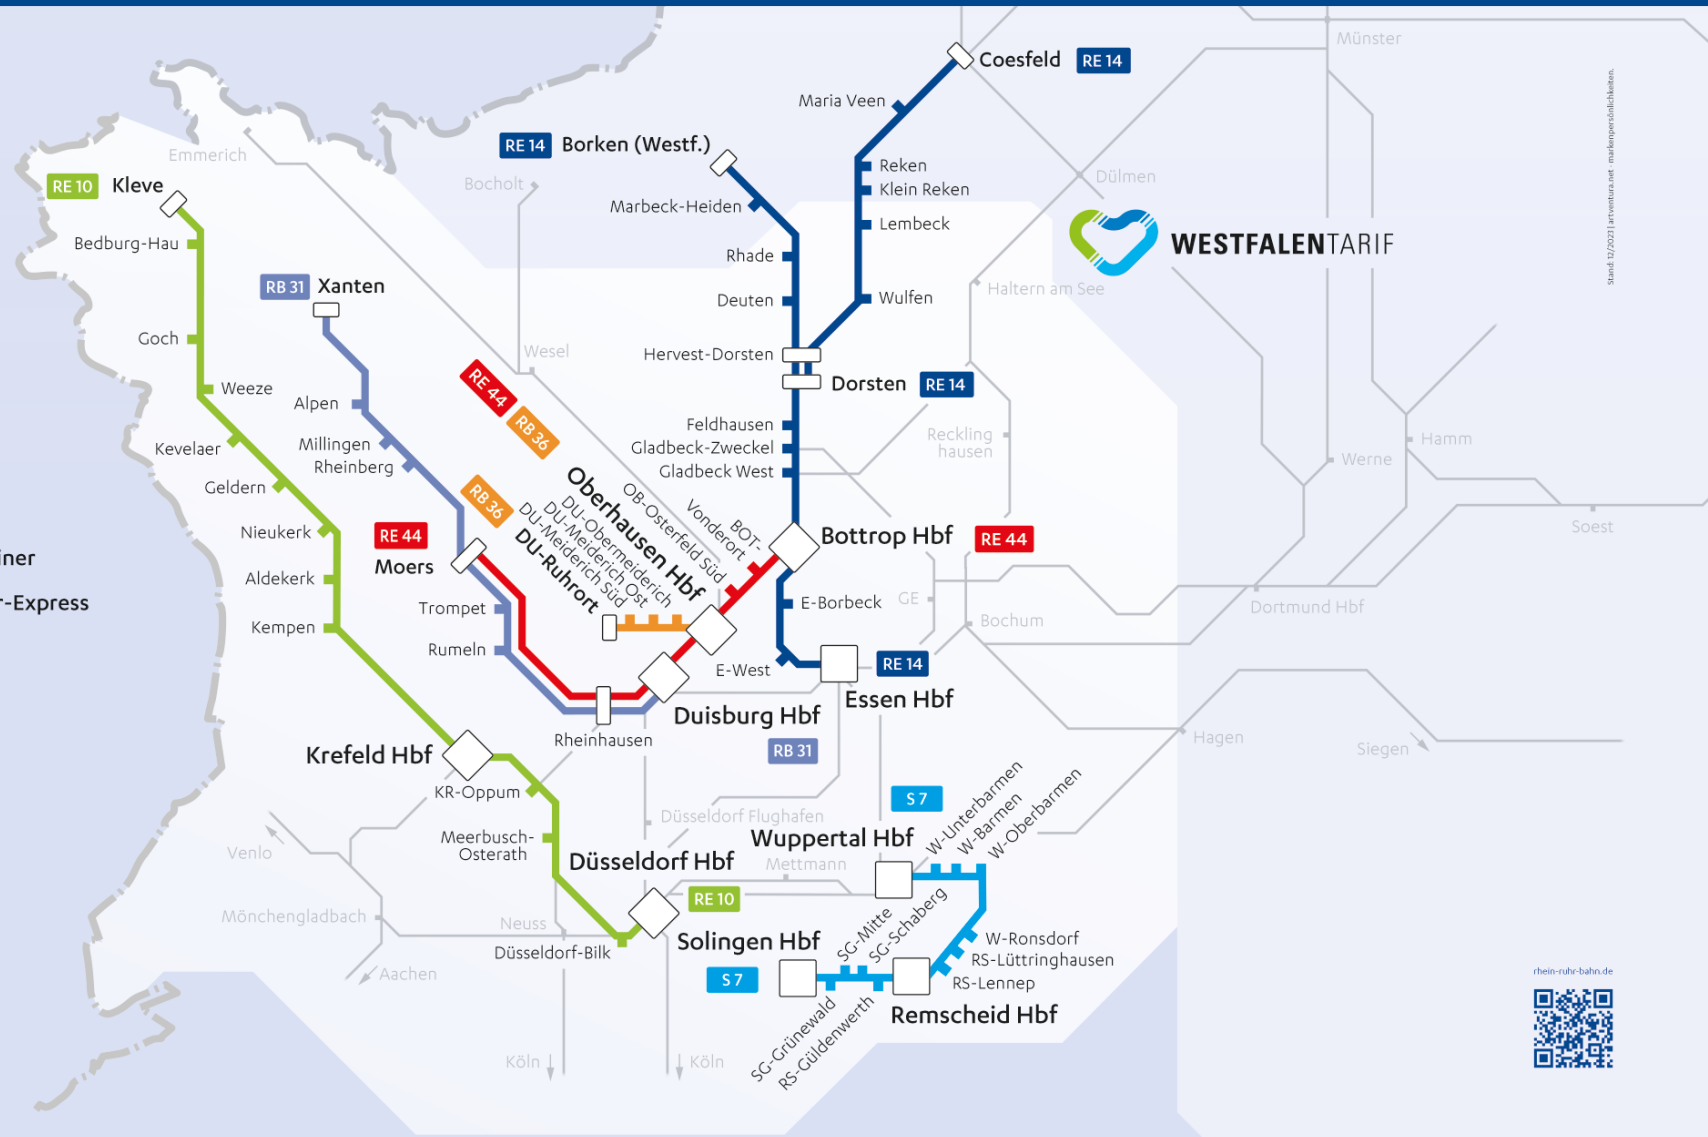 Münster
Coesfeld
RE 14
Maria Veen
Stand: 12/2023 | artventura.net - markenpersönlichkeiten.
RE 14
Borken (Westf.)
Emmerich
Reken
Dülmen
RE 10
Kleve
Bocholt
Klein Reken
Marbeck-Heiden
Lembeck
WESTFALENTARIF
Bedburg-Hau
Rhade
RB 31
Xanten
Haltern am See
Deuten
Wulfen
Goch
Wesel
Hervest-Dorsten
RE 44
Dorsten
RE 14
Weeze
Alpen
RB 36
Feldhausen
Reckling
hausen
Hamm
Kevelaer
Millingen
Gladbeck-Zweckel
Rheinberg
Gladbeck West
Werne
Geldern
RB 36
Oberhausen Hbf
OB-Osterfeld Süd
BOT-
Vonderort
DU-Obermeiderich
DU-Meiderich Ost
DU-Meiderich Süd
DU-Ruhrort
Nieukerk
RE 44
Bottrop Hbf
RE 44
Soest
iner
Moers
Aldekerk
r-Express
Trompet
E-Borbeck
GE
Dortmund Hbf
Kempen
Bochum
Rumeln
E-West
RE 14
Essen Hbf
Duisburg Hbf
Rheinhausen
RB 31
Hagen
Siegen
Krefeld Hbf
KR-Oppum
S 7
W-Unterbarmen
W-Barmen
W-Oberbarmen
Düsseldorf Flughafen
Meerbusch-
Osterath
Wuppertal Hbf
Venlo
Düsseldorf Hbf
Mettmann
RE 10
Mönchengladbach
Neuss
SG-Mitte
SG-Schaberg
Düsseldorf-Bilk
Solingen Hbf
W-Ronsdorf
RS-Lüttringhausen
Aachen
S 7
RS-Lennep
rhein-ruhr-bahn.de
Remscheid Hbf
SG-Grünewald
RS-Güldenwerth
Köln
Köln